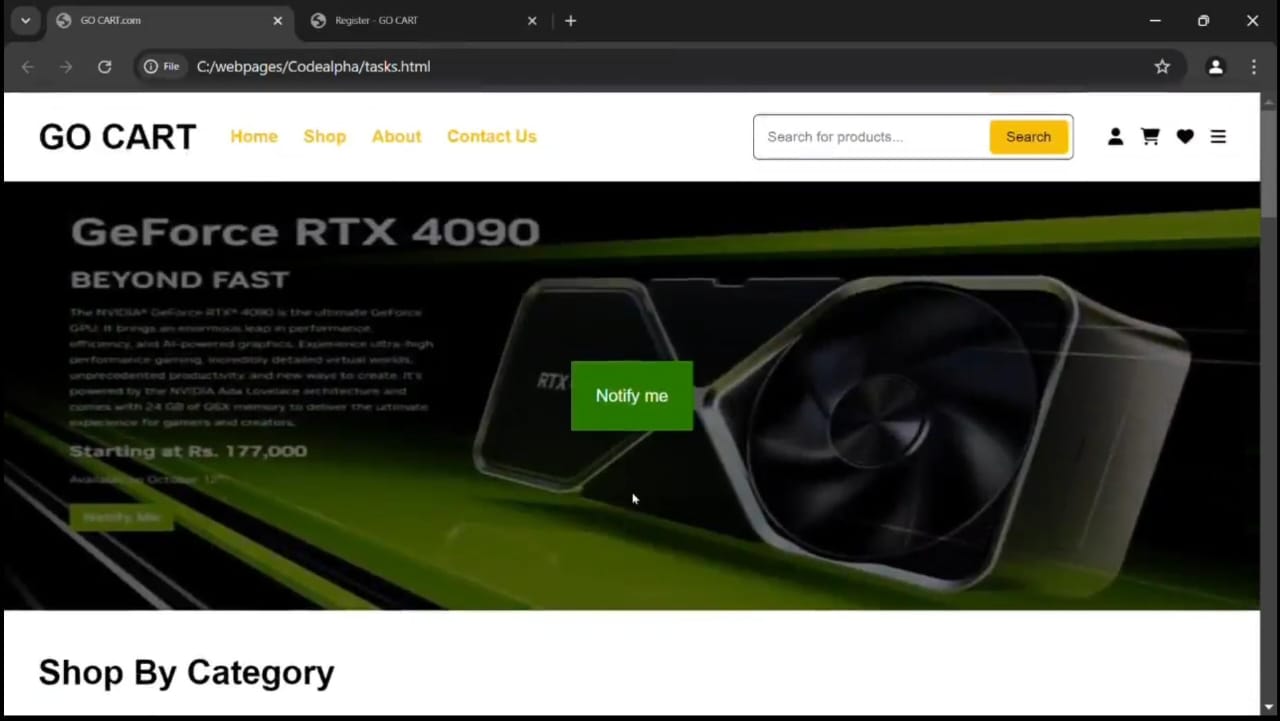 GO CART.com
Register - GO CART
File
C:/webpages/Codealpha/tasks.html
GO CART
Home
Shop
About
Contact Us
Search for products...
Search
GeForce RTX 4090
BEYOND FAST
The NVIDIA® GeForce RTX® 4090 is the ultimate GeForce
GPU. It brings an enormous leap in performance,
efficiency, and AI-powered graphics. Experience ultra-high
performance gaming, incredibly detailed virtual worlds,
unprecedented productivity and new ways to create. It's
powered by the NVIDIA Ada Lovelace architecture and
comes with 24 GB of G6X memory to deliver the ultimate
experience for gamers and creators.
RTX
Notify me
Starting at Rs. 177,000
Available on October 12th
Notify Me
Shop By Category